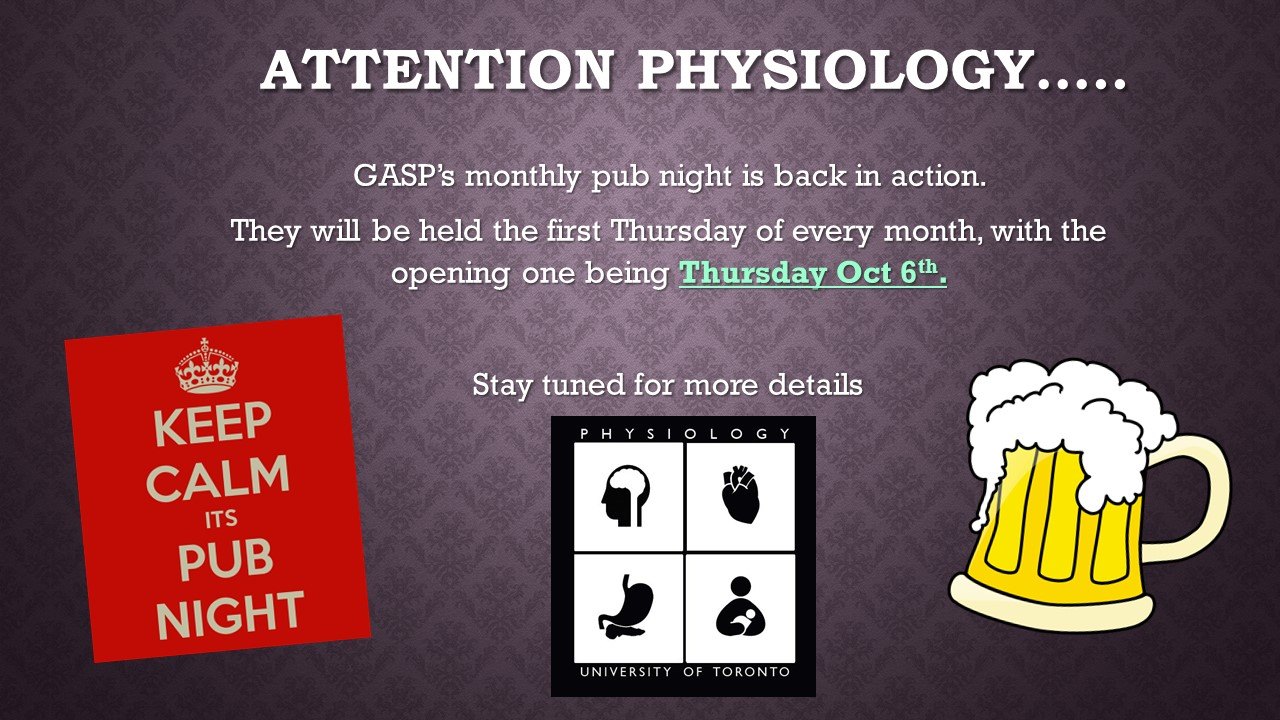 ATTENTION PHYSIOLOGY.....
GASP’s monthly pub night is back in action.
They will be held the first Thursday of every month, with the
opening one being Thursday Oct 6th.
Stay tuned for more details
KEEP
CALM
ITS
PUB
NIGHT
PHYSIOLOGY
UNIVERSITY OF TORONTO